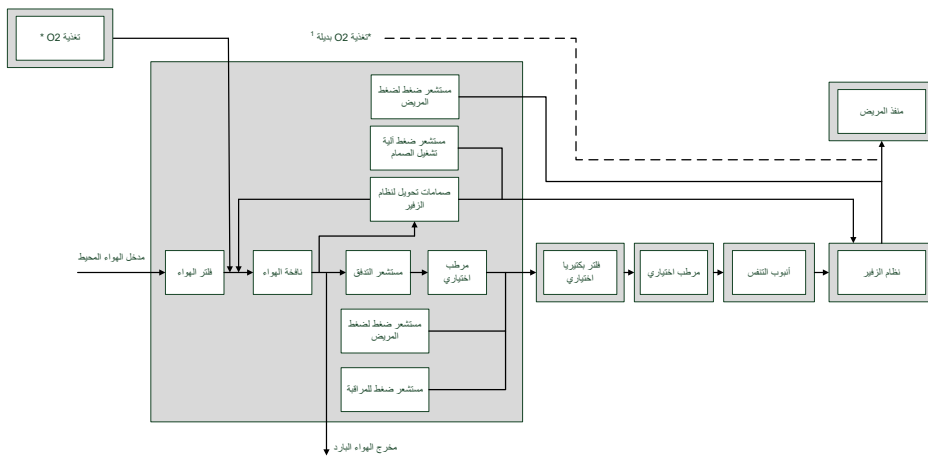 تغذية O2 *
*تغذية O2 بديلة 1
مستشعر ضغط لضغط
المريض
منفذ المريض
مستشعر ضغط آلية
تشغيل الصمام
صمامات تحويل لنظام
الزفير
مدخل الهواء المحيط
فلتر الهواء
نافخة الهواء
مستشعر التدفق
مرطب
اختياري
فلتر بكتيريا
اختياري
مرطب اختياري
أنبوب التنفس
نظام الزفير
مستشعر ضغط لضغط
المريض
مستشعر ضغط للمراقبة
مخرج الهواء البارد